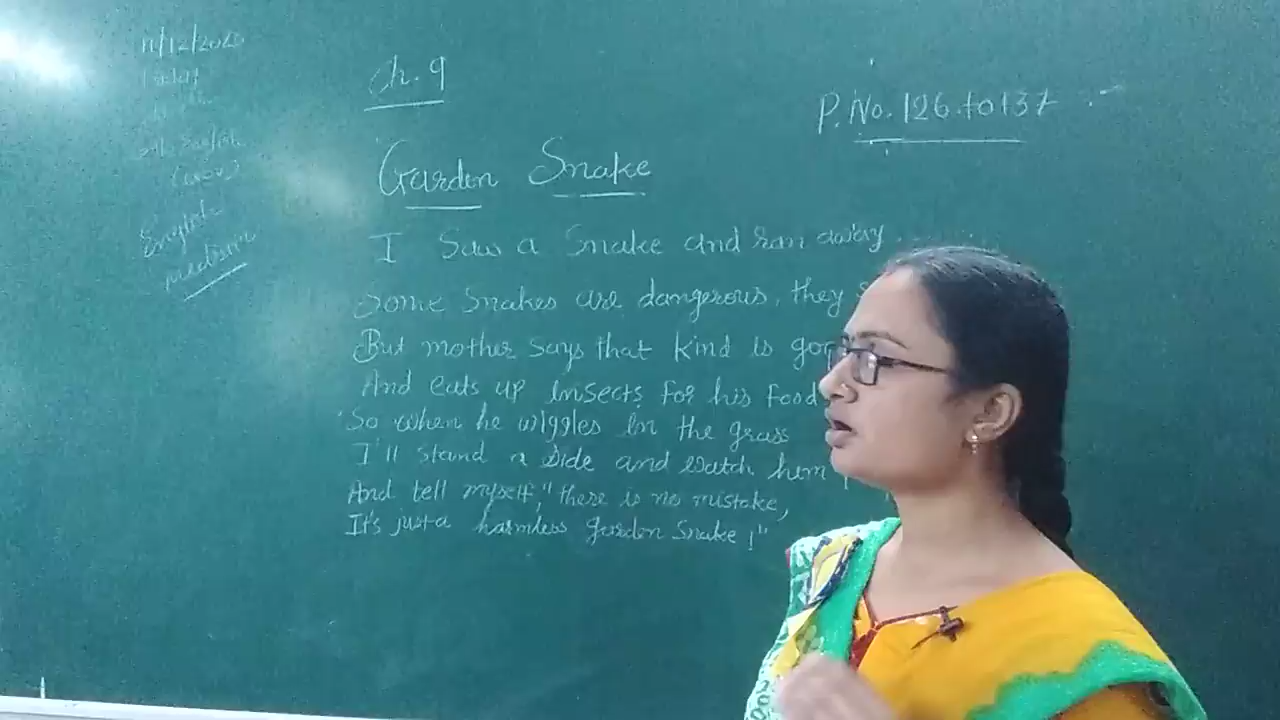 11/12/2020
Ch. 9
P. No. 126 to 137
Garden Snake
English
medium
I Saw a Snake and ran away
Some Snakes are dangerous, they
But mother says that kind is
And eats up insects for his food
So when he wiggles in the grass
I'll stand a side and watch him
And tell myself, "there is no mistake,
It's just a harmless garden Snake!"